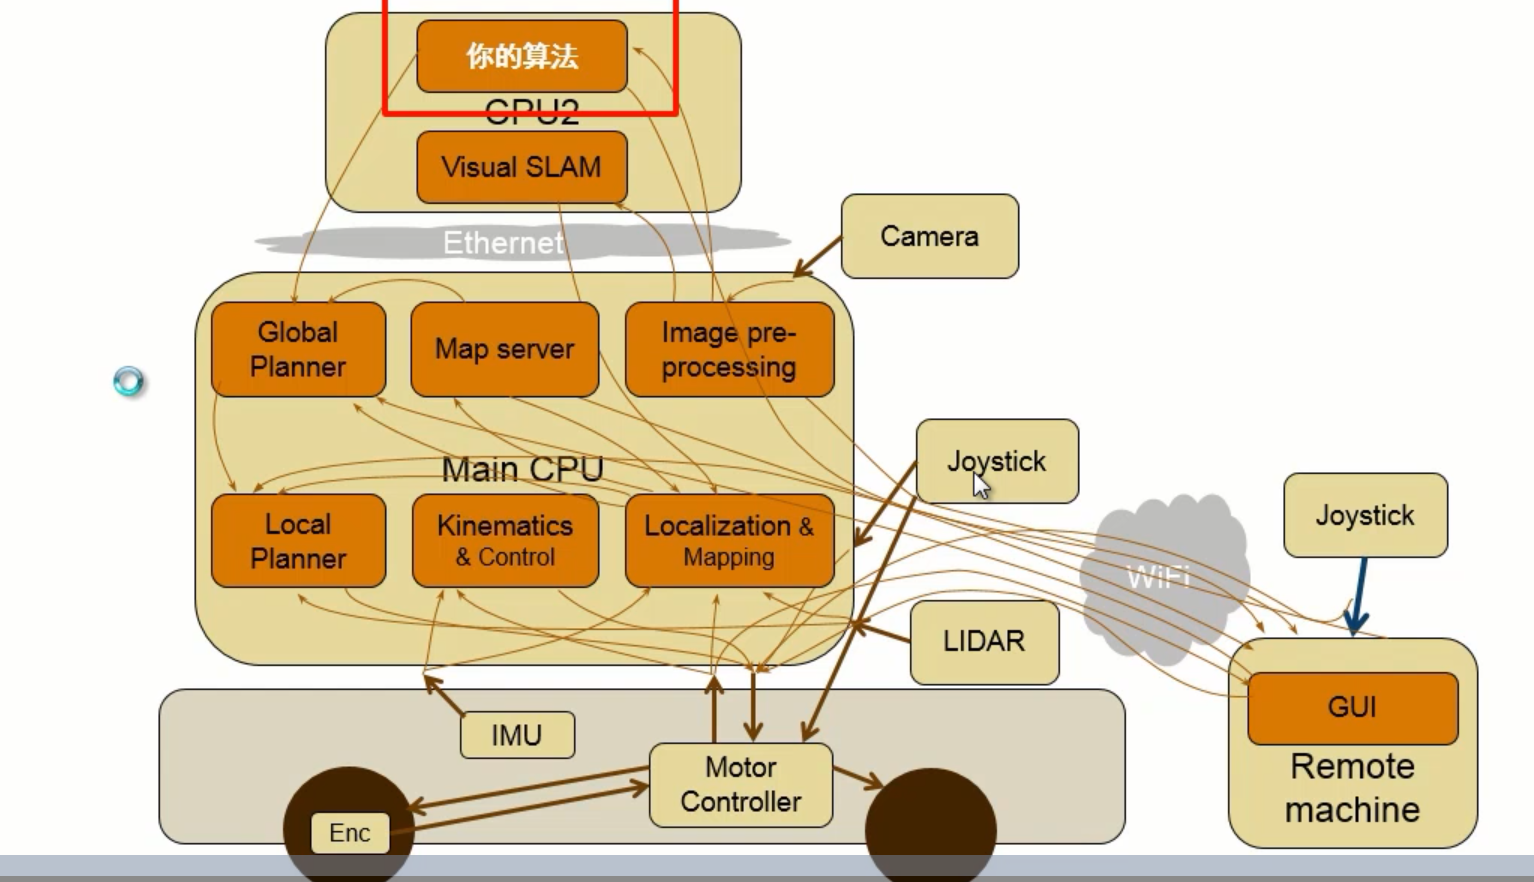 你的算法
CPU2
Visual SLAM
Ethernet
Camera
Global
Planner
Map server
Image pre-
processing
Main CPU
Joystick
Local
Planner
Kinematics
& Control
Localization &
Mapping
Joystick
WiFi
LIDAR
IMU
Motor
Controller
Enc
GUI
Remote
machine